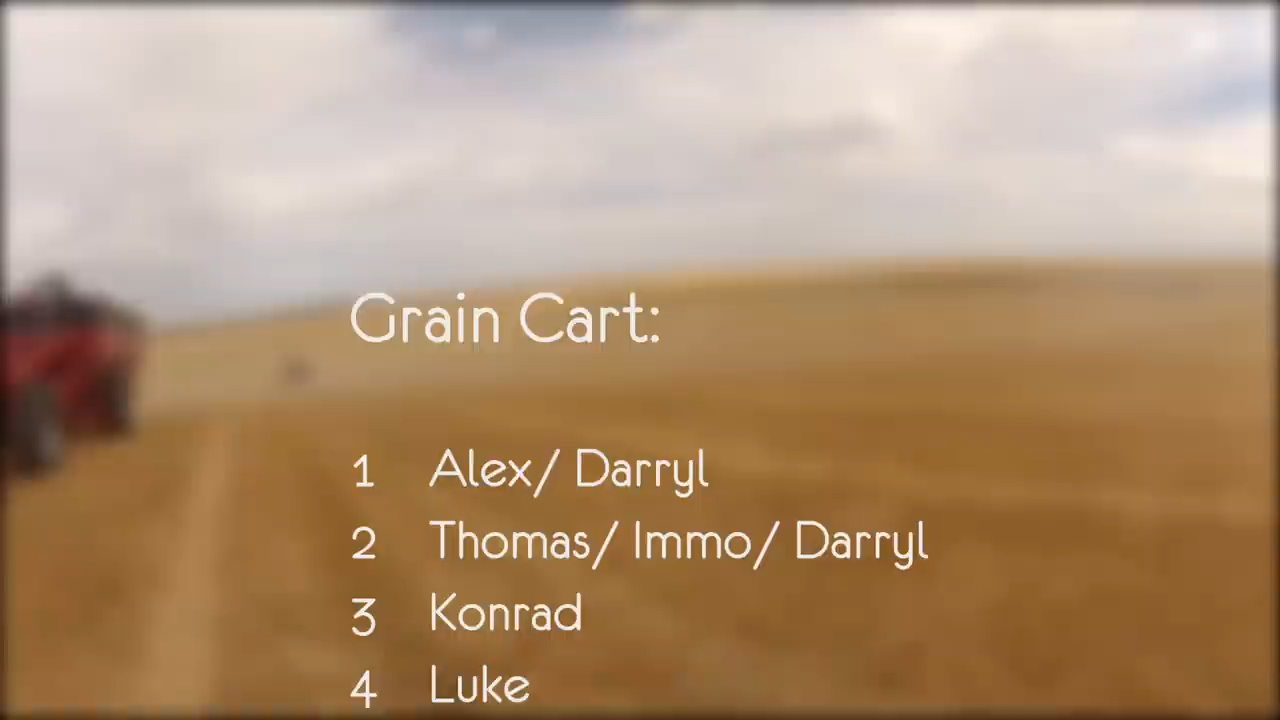 Grain Cart:
1 Alex/ Darryl
2 Thomas/ Immo/ Darryl
3 Konrad
4 Luke